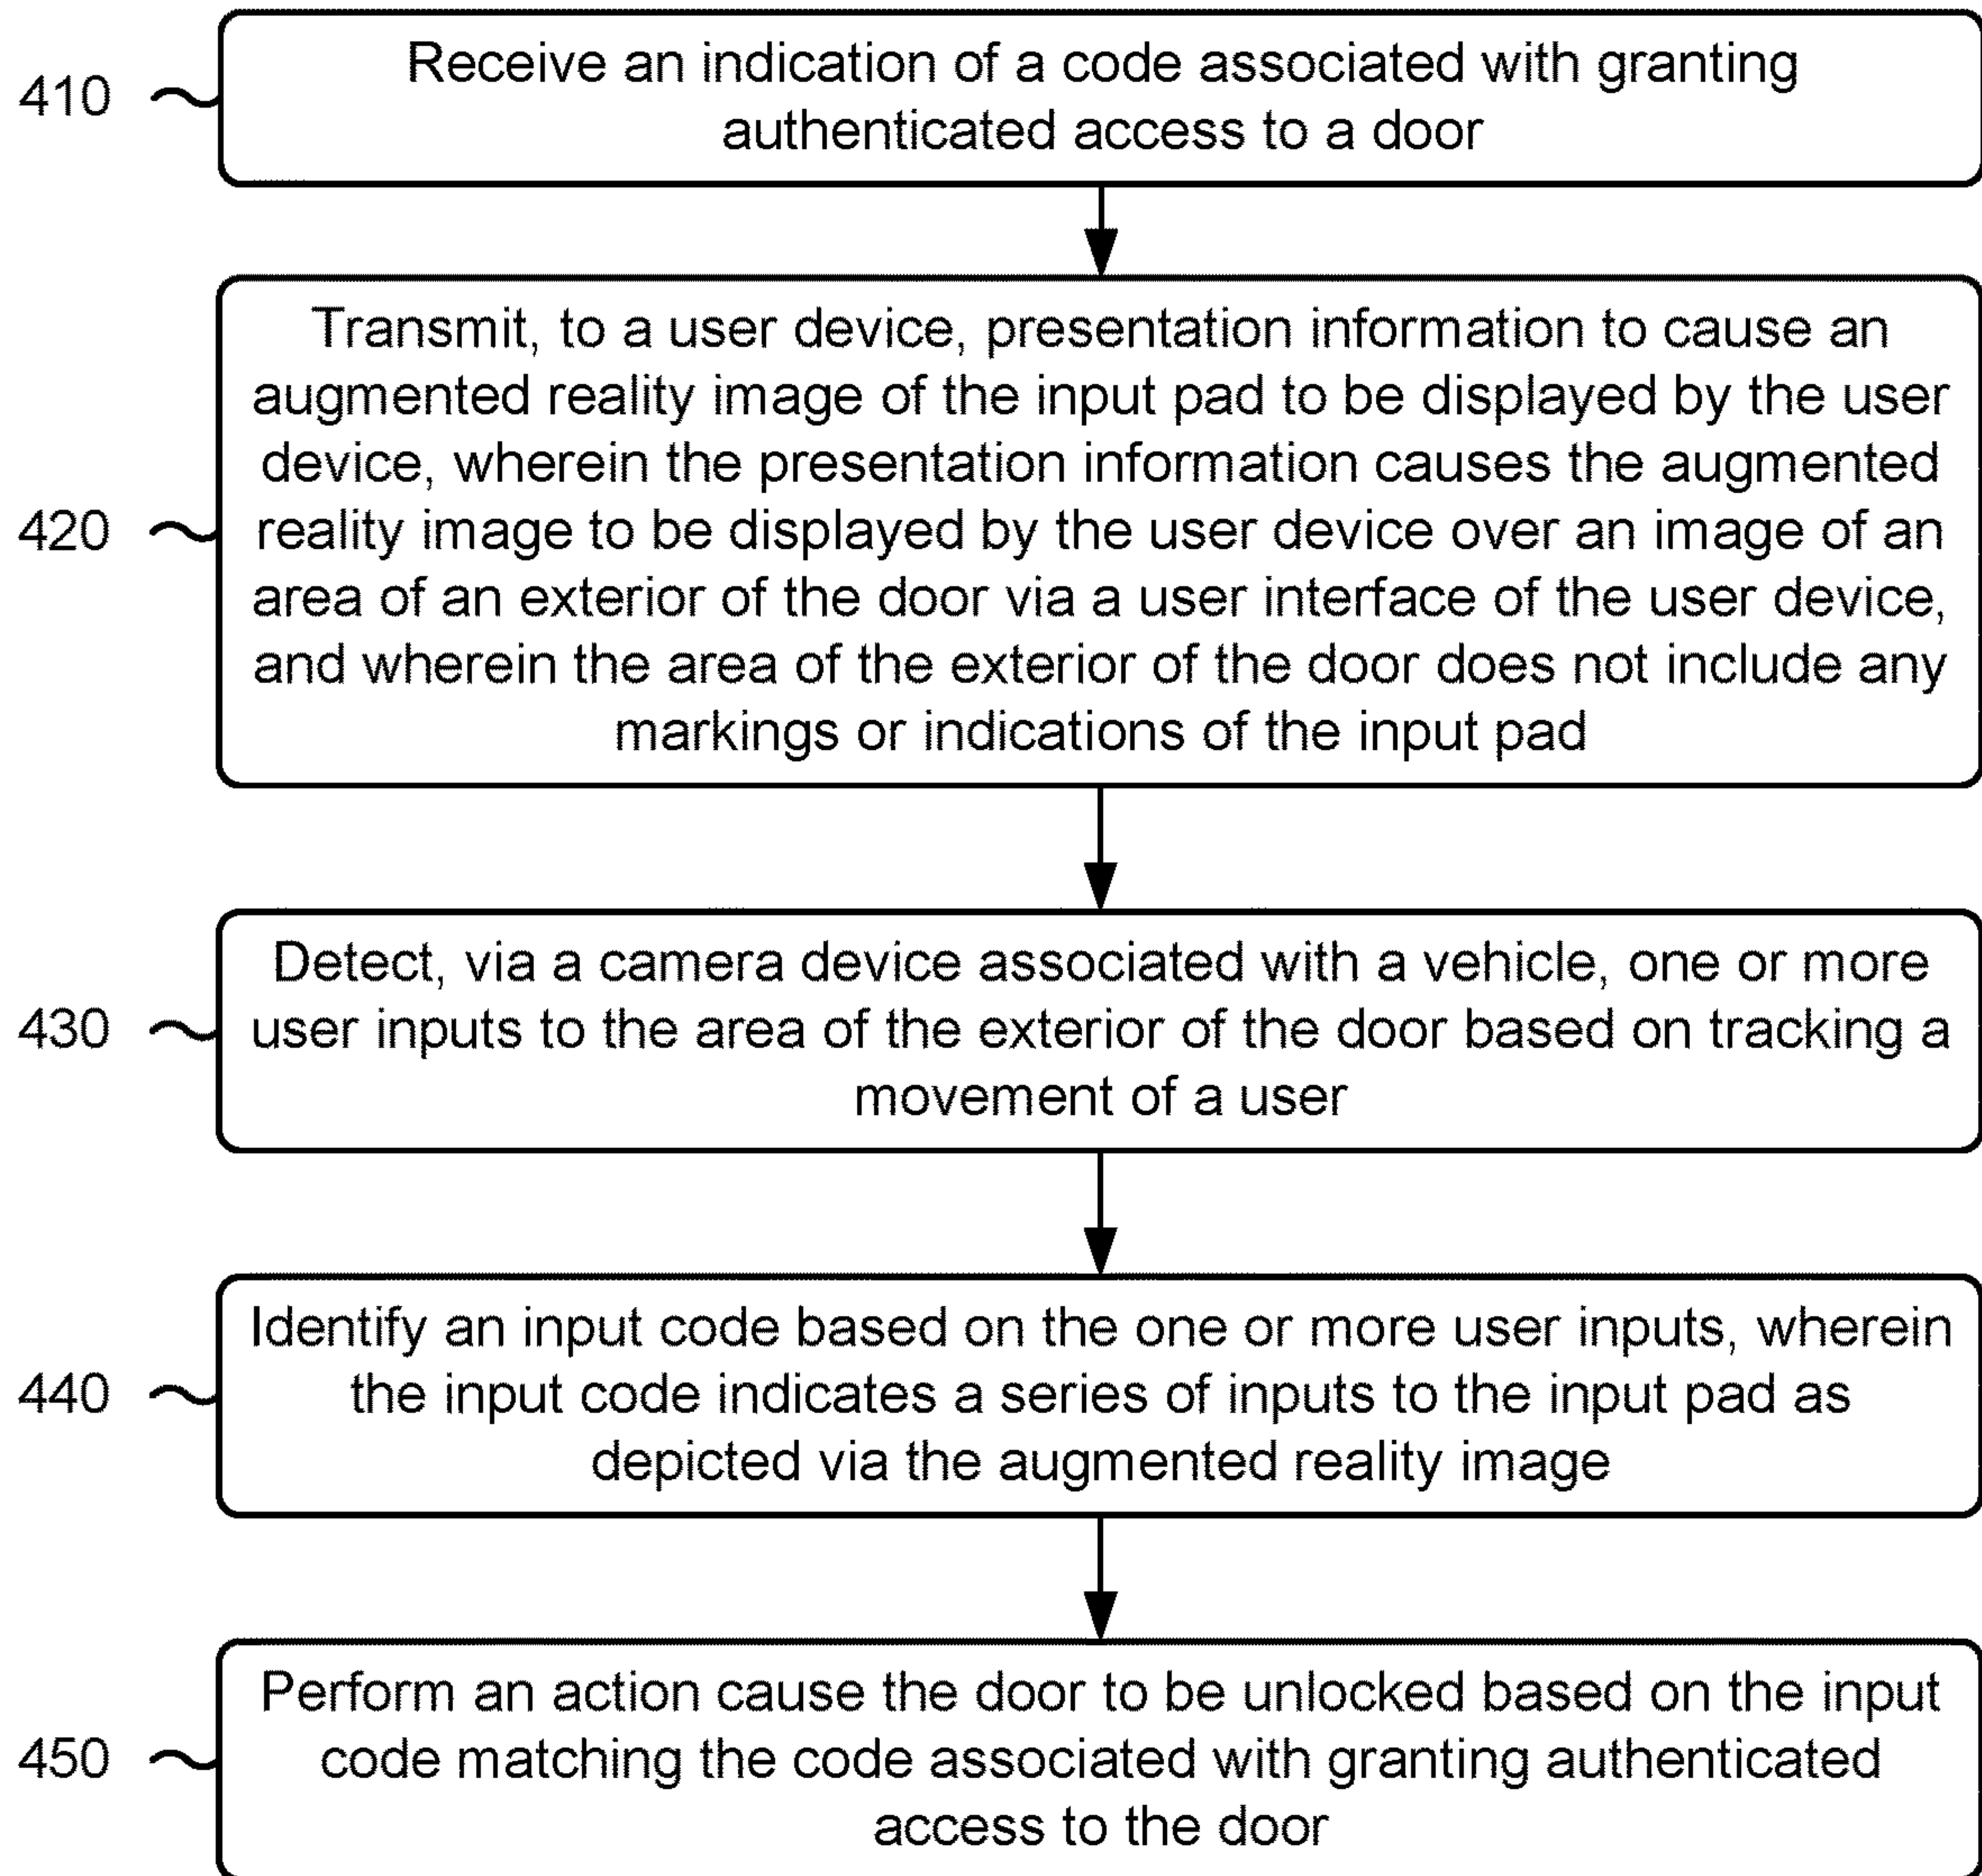 410
Receive an indication of a code associated with granting
authenticated access to a door
420
Transmit, to a user device, presentation information to cause an
augmented reality image of the input pad to be displayed by the user
device, wherein the presentation information causes the augmented
reality image to be displayed by the user device over an image of an
area of an exterior of the door via a user interface of the user device,
and wherein the area of the exterior of the door does not include any
markings or indications of the input pad
430
Detect, via a camera device associated with a vehicle, one or more
user inputs to the area of the exterior of the door based on tracking a
movement of a user
440
Identify an input code based on the one or more user inputs, wherein
the input code indicates a series of inputs to the input pad as
depicted via the augmented reality image
450
Perform an action cause the door to be unlocked based on the input
code matching the code associated with granting authenticated
access to the door